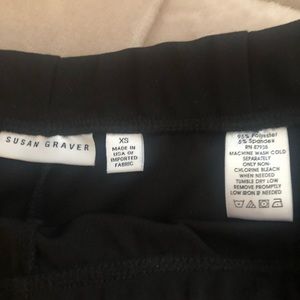 SUSAN GRAVER
XS
MADE IN
USA OF
IMPORTED
FABRIC
95% Polyester
5% Spandex
RN 87938
MACHINE WASH COLD
SEPARATELY
ONLY NON-
CHLORINE BLEACH
WHEN NEEDED
TUMBLE DRY LOW
REMOVE PROMPTLY
LOW IRON IF NEEDED